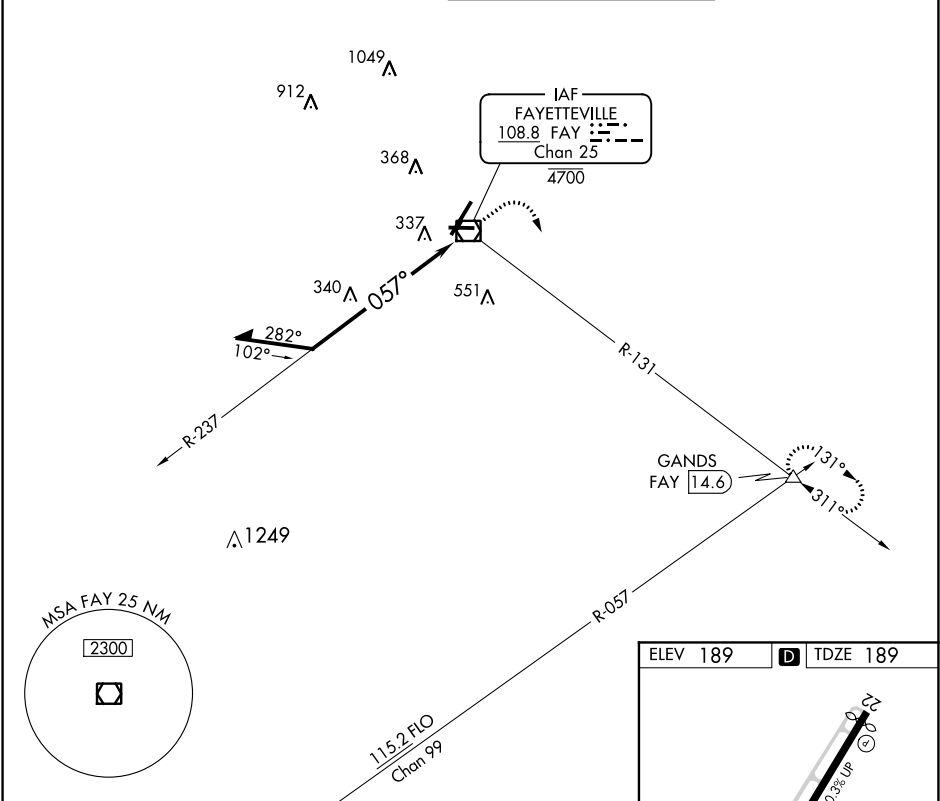 1049
912
IAF
FAYETTEVILLE
108.8 FAY
Chan 25
4700
368
337
340
057°
551
282°
102°
R-131
R-237
GANDS
FAY 14.6
131°
311°
1249
R-057
MSA FAY 25 NM
2300
115.2 FLO
Chan 99
ELEV 189 D TDZE 189
22
P
0.3% UP